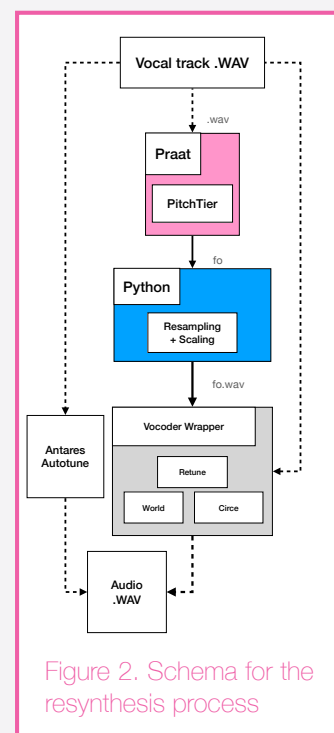 Vocal track .WAV
.wav
Praat
PitchTier
fo
Python
Resampling
+ Scaling
fo.wav
Vocoder Wrapper
Retune
World
Circe
Antares
Autotune
Audio
.WAV
Figure 2. Schema for the
resynthesis process